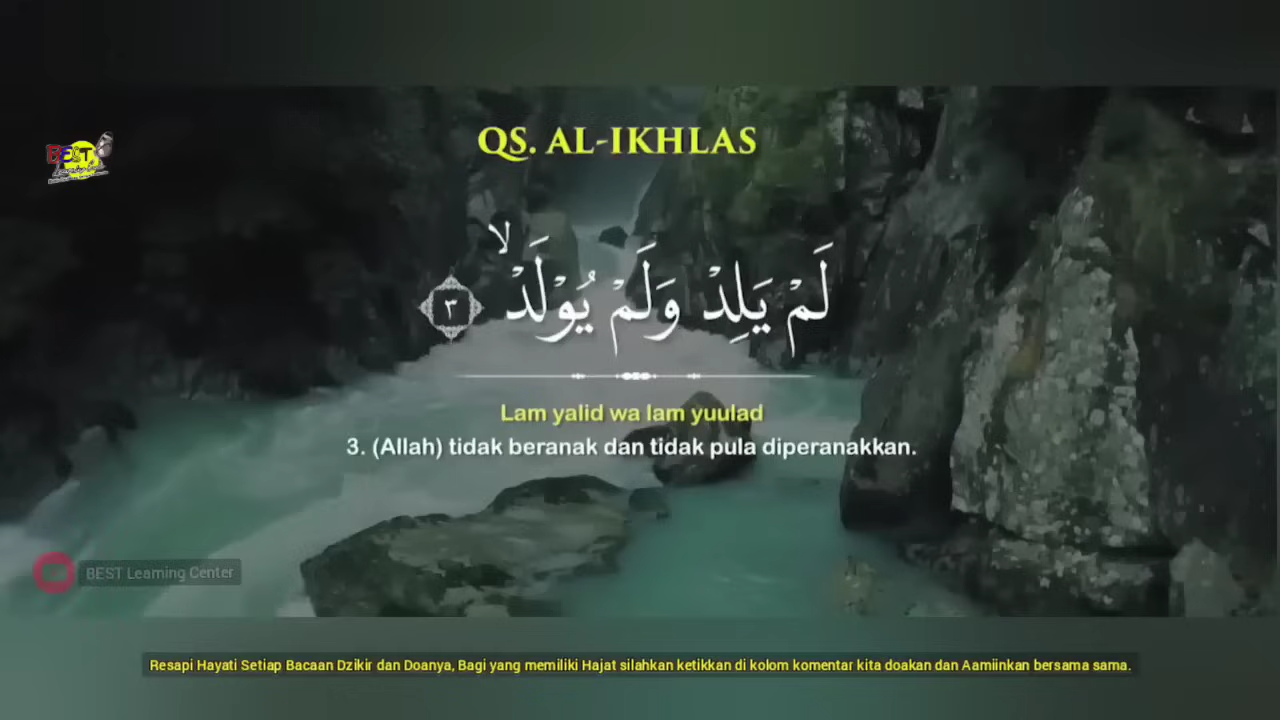 BEST
QS. AL-IKHLAS
لَمْ يَلِدْ وَلَمْ يُوْلَدْۙ ٣
Lam yalid wa lam yuulad
3. (Allah) tidak beranak dan tidak pula diperanakkan.
BEST Learning Center
Resapi Hayati Setiap Bacaan Dzikir dan Doanya, Bagi yang memiliki Hajat silahkan ketikkan di kolom komentar kita doakan dan Aamiinkan bersama sama.